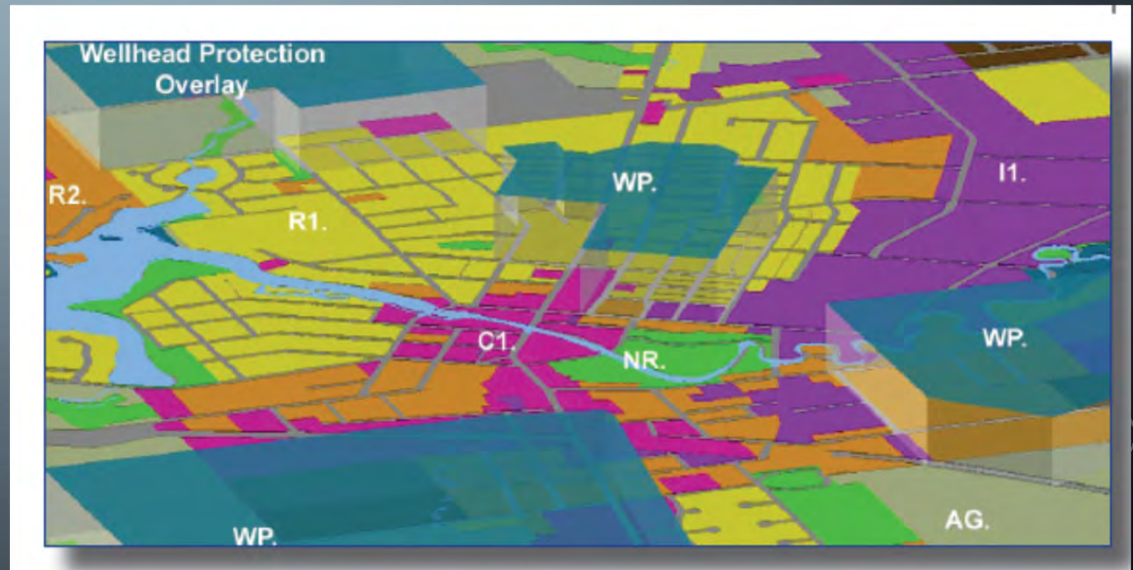 Wellhead Protection
Overlay
WP.
I1.
R2.
R1.
WP.
C1.
NR.
AG.
WP.